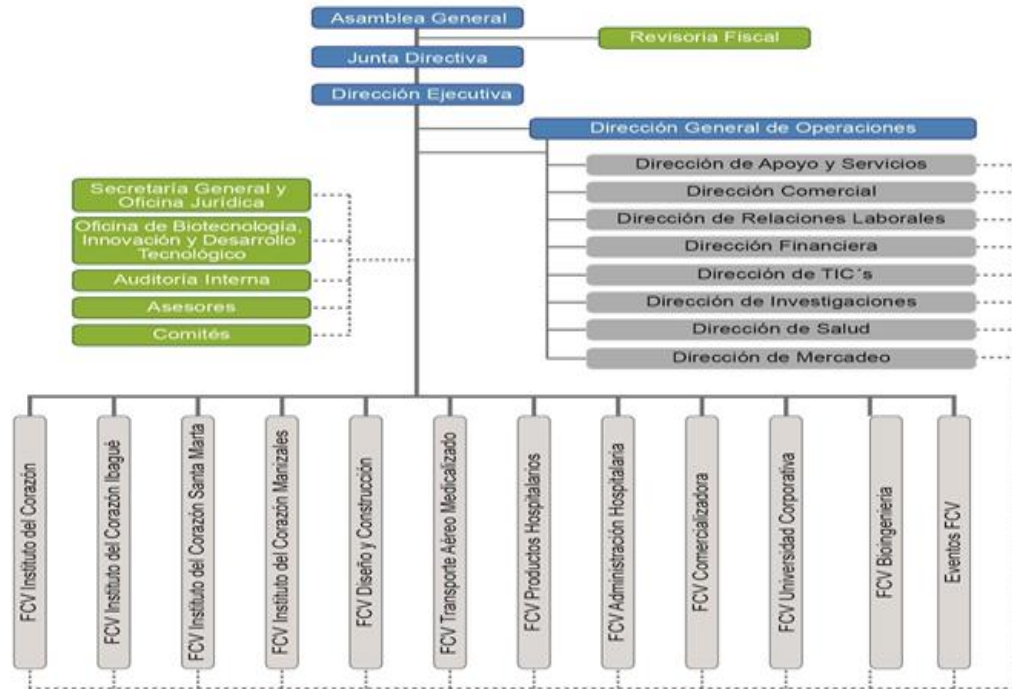 Asamblea General
Revisoria Fiscal
Junta Directiva
Dirección Ejecutiva
Dirección General de Operaciones
Dirección de Apoyo y Servicios
Dirección Comercial
Dirección de Relaciones Laborales
Dirección Financiera
Dirección de TIC´s
Dirección de Investigaciones
Dirección de Salud
Dirección de Mercadeo
Secretaría General y
Oficina Jurídica
Oficina de Biotecnología,
Innovación y Desarrollo
Tecnológico
Auditoría Interna
Asesores
Comités
FCV Instituto del Corazón
FCV Instituto del Corazón Ibagué
FCV Instituto del Corazón Santa Marta
FCV Instituto del Corazón Manizales
FCV Diseño y Construcción
FCV Transporte Aéreo Medicalizado
FCV Productos Hospitalarios
FCV Administración Hospitalaria
FCV Comercializadora
FCV Universidad Corporativa
FCV Bioingeniería
Eventos FCV